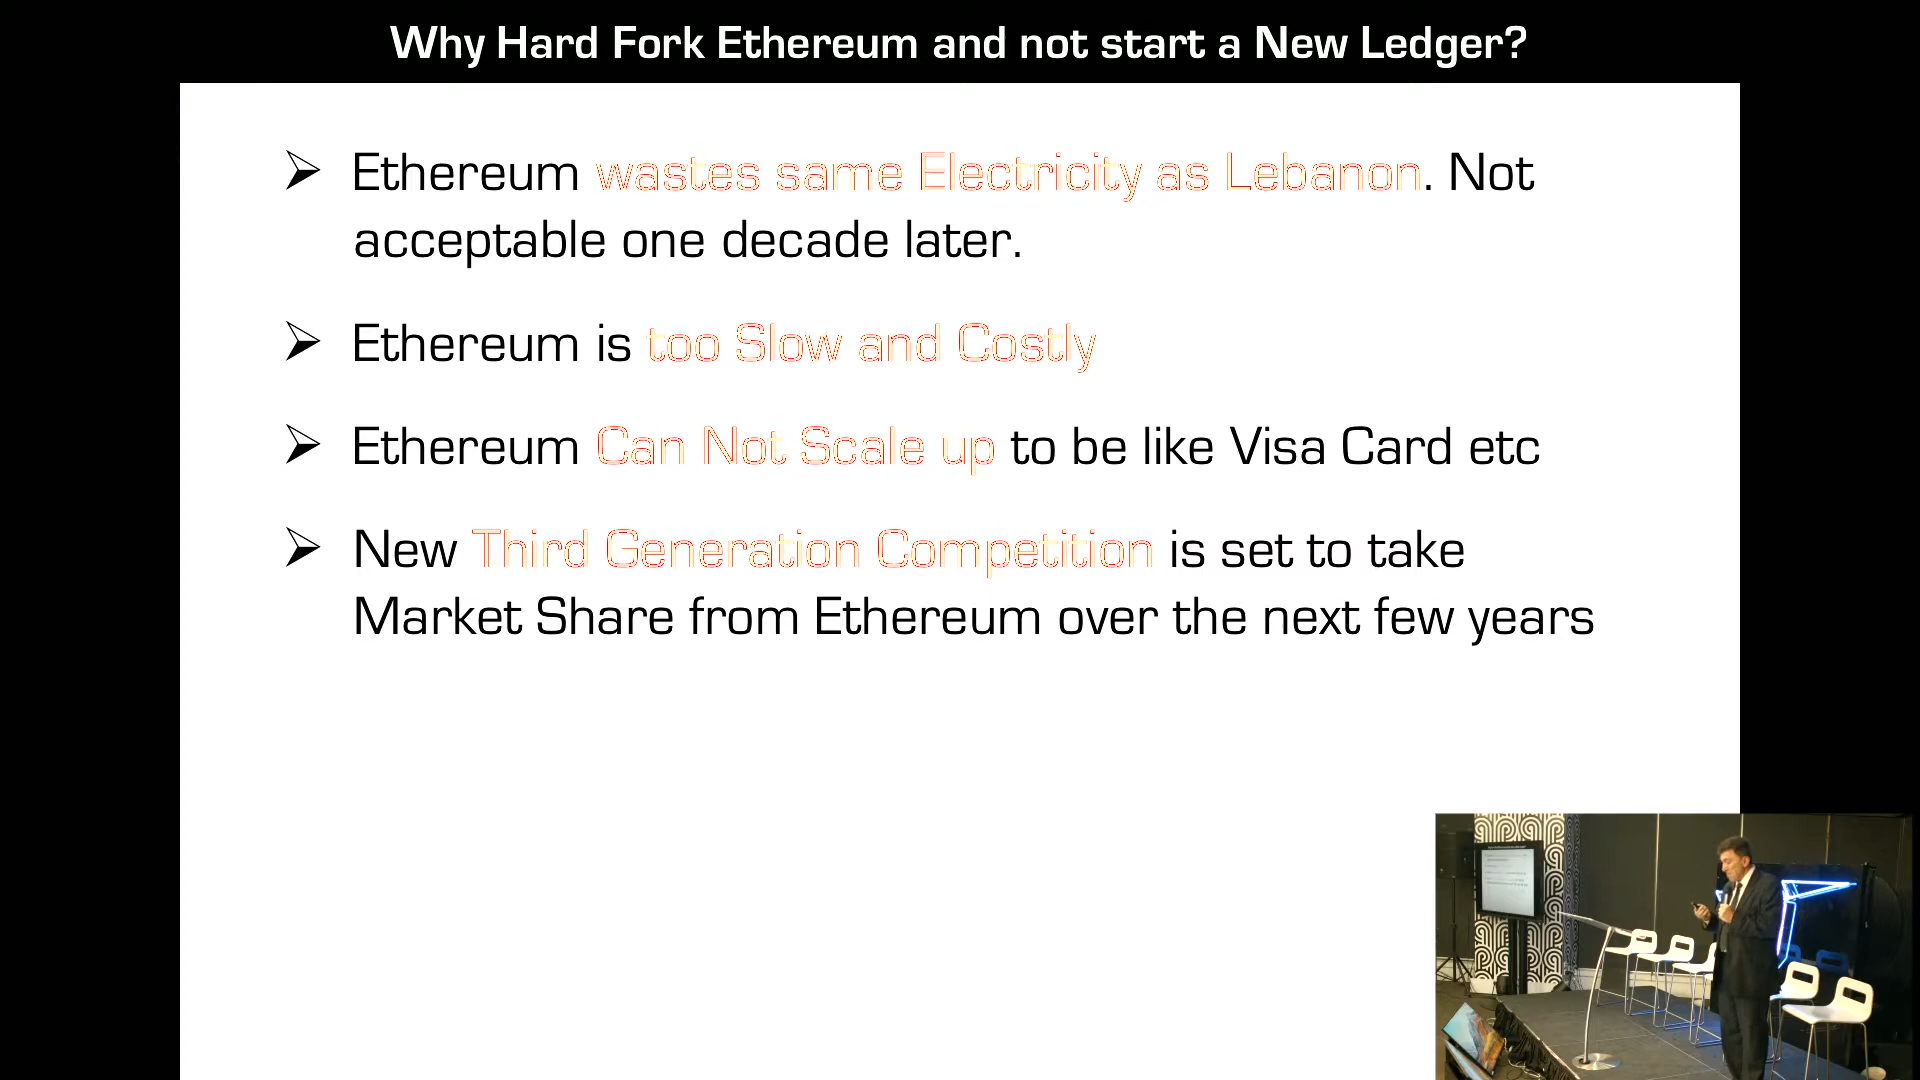 Why Hard Fork Ethereum and not start a New Ledger?
Ethereum wastes same Electricity as Lebanon. Not
acceptable one decade later.
Ethereum is too Slow and Costly
Ethereum Can Not Scale up to be like Visa Card etc
New Third Generation Competition is set to take
Market Share from Ethereum over the next few years